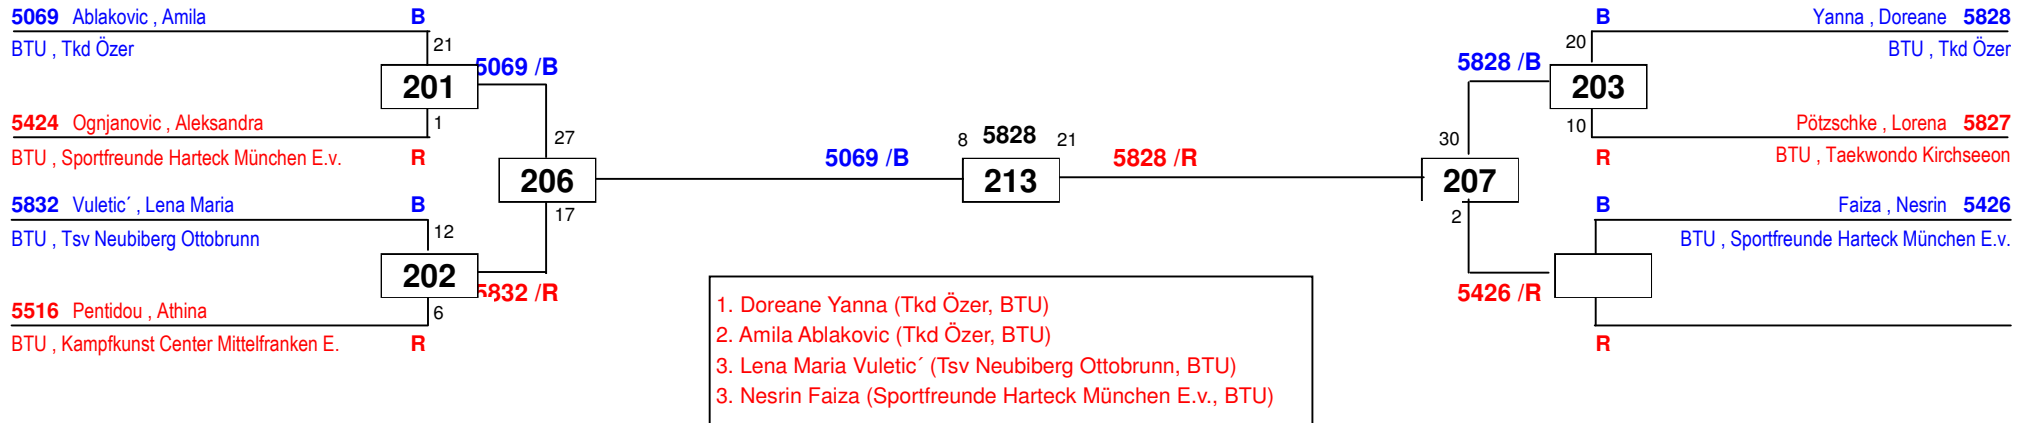 5069 Ablakovic , Amila B
BTU , Tkd Özer
21
5069 /B
201
1
5424 Ognjanovic , Aleksandra
BTU , Sportfreunde Harteck München E.v. R
27
206
17
5832 Vuletic´ , Lena Maria B
BTU , Tsv Neubiberg Ottobrunn
12
202
5832 /R
6
5516 Pentidou , Athina
BTU , Kampfkunst Center Mittelfranken E. R
5069 /B
8 5828 21
213
5828 /R
B Yanna , Doreane 5828
20
BTU , Tkd Özer
5828 /B
203
10
Pötzschke , Lorena 5827
R BTU , Taekwondo Kirchseeon
30
207
2
B Faiza , Nesrin 5426
BTU , Sportfreunde Harteck München E.v.
5426 /R
R
1. Doreane Yanna (Tkd Özer, BTU)
2. Amila Ablakovic (Tkd Özer, BTU)
3. Lena Maria Vuletic´ (Tsv Neubiberg Ottobrunn, BTU)
3. Nesrin Faiza (Sportfreunde Harteck München E.v., BTU)